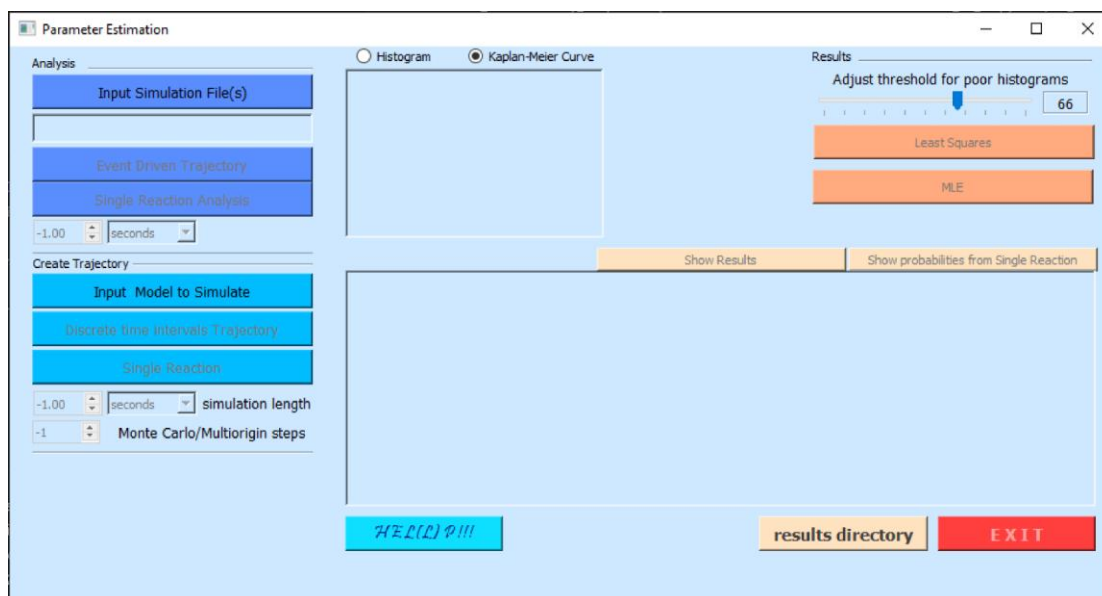 Parameter Estimation
Analysis
Input Simulation File(s)
Event Driven Trajectory
Single Reaction Analysis
-1.00 seconds
Create Trajectory
Input Model to Simulate
Discrete time intervals Trajectory
Single Reaction
-1.00 seconds simulation length
-1 Monte Carlo/Multiorigin steps
Histogram Kaplan-Meier Curve
Results
Adjust threshold for poor histograms
66
Least Squares
MLE
Show Results Show probabilities from Single Reaction
HEL(L)P!!! results directory EXIT